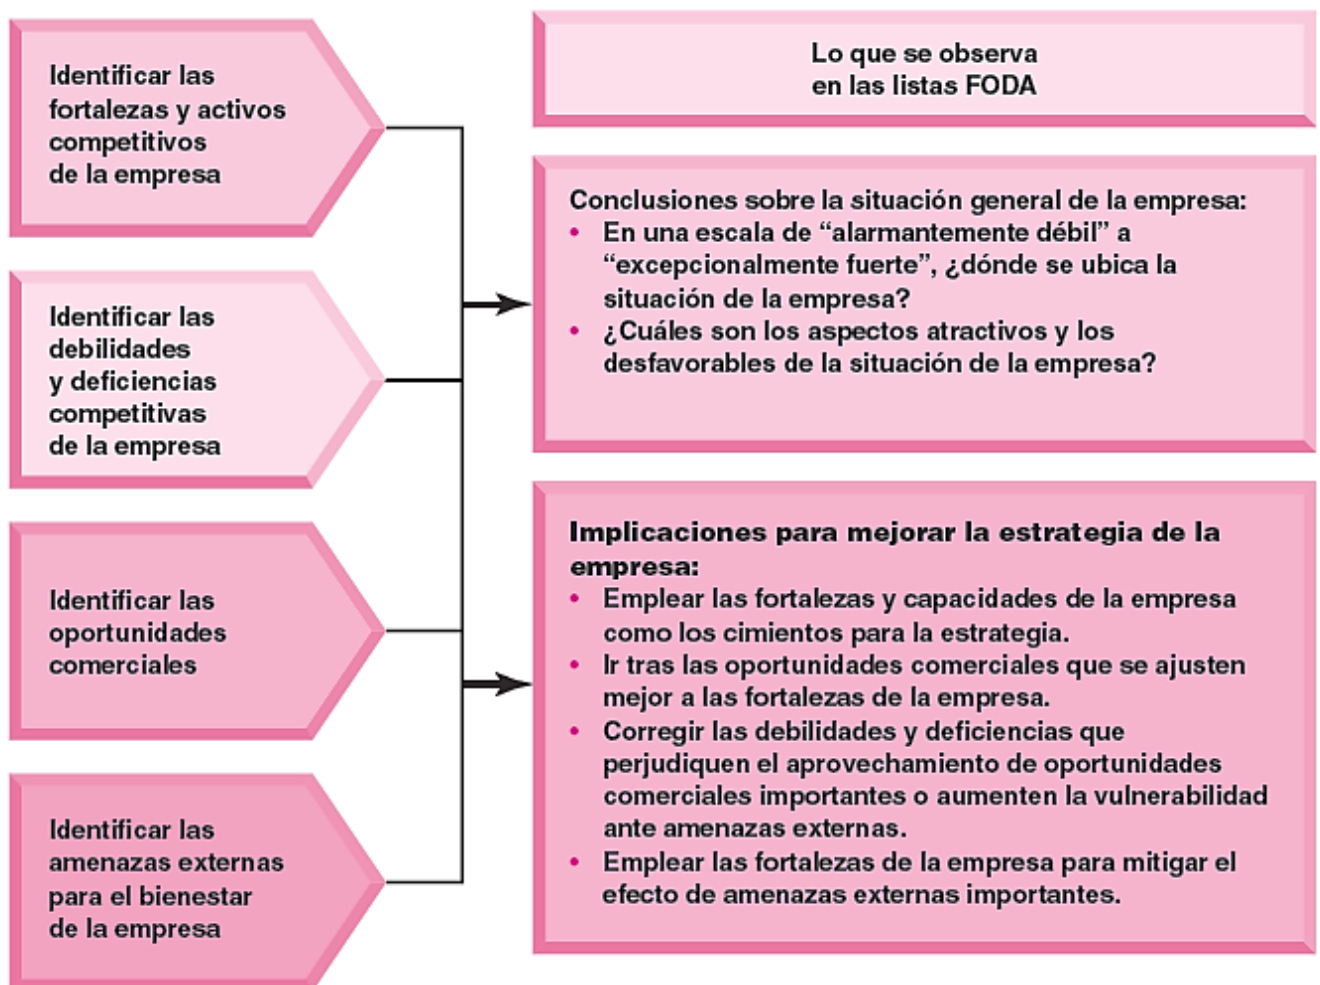 Identificar las
fortalezas y activos
competitivos
de la empresa
Identificar las
debilidades
y deficiencias
competitivas
de la empresa
Identificar las
oportunidades
comerciales
Identificar las
amenazas externas
para el bienestar
de la empresa
Lo que se observa
en las listas FODA
Conclusiones sobre la situación general de la empresa:
• En una escala de “alarmantemente débil” a
“excepcionalmente fuerte”, ¿dónde se ubica la
situación de la empresa?
• ¿Cuáles son los aspectos atractivos y los
desfavorables de la situación de la empresa?
Implicaciones para mejorar la estrategia de la
empresa:
• Emplear las fortalezas y capacidades de la empresa
como los cimientos para la estrategia.
• Ir tras las oportunidades comerciales que se ajusten
mejor a las fortalezas de la empresa.
• Corregir las debilidades y deficiencias que
perjudiquen el aprovechamiento de oportunidades
comerciales importantes o aumenten la vulnerabilidad
ante amenazas externas.
• Emplear las fortalezas de la empresa para mitigar el
efecto de amenazas externas importantes.